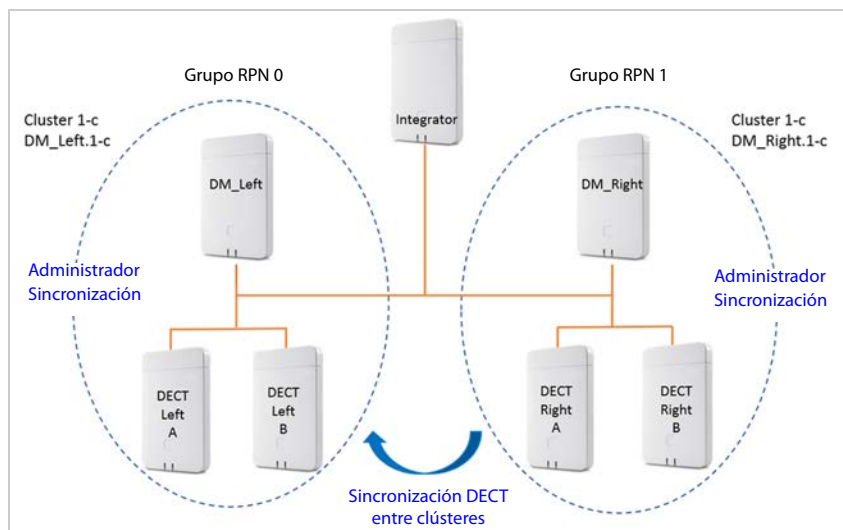 Grupo RPN 0
Grupo RPN 1
Integrator
Cluster 1-c
DM_Left.1-c
Cluster 1-c
DM_Right.1-c
DM_Left
DM_Right
Administrador
Sincronización
Administrador
Sincronización
DECT
Left
A
DECT
Left
B
DECT
Right
A
DECT
Right
B
Sincronización DECT
entre clústeres